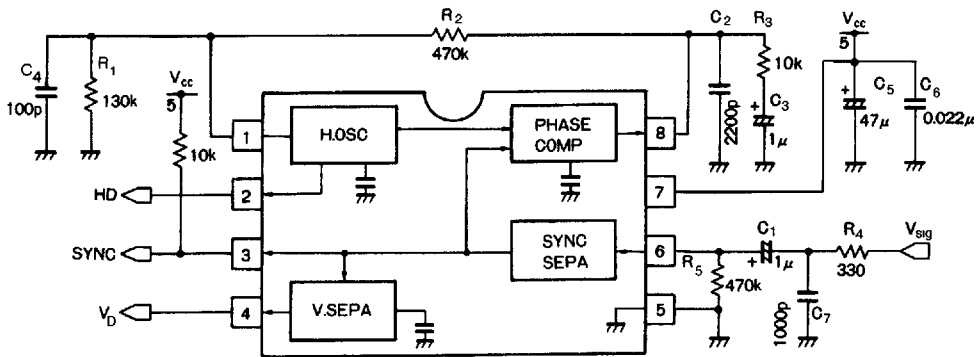 R2
470k
C2
R3
Vcc
5
C4
100p
R1
130k
Vcc
5
10k
10k
2200p
C3
+
1μ
+
C5
47μ
C6
0.022μ
1
H.OSC
PHASE
COMP
8
HD
2
7
SYNC
3
SYNC
SEPA
6
R5
470k
C1
+
1μ
R4
330
Vsig
VD
4
V.SEPA
5
1000p
C7